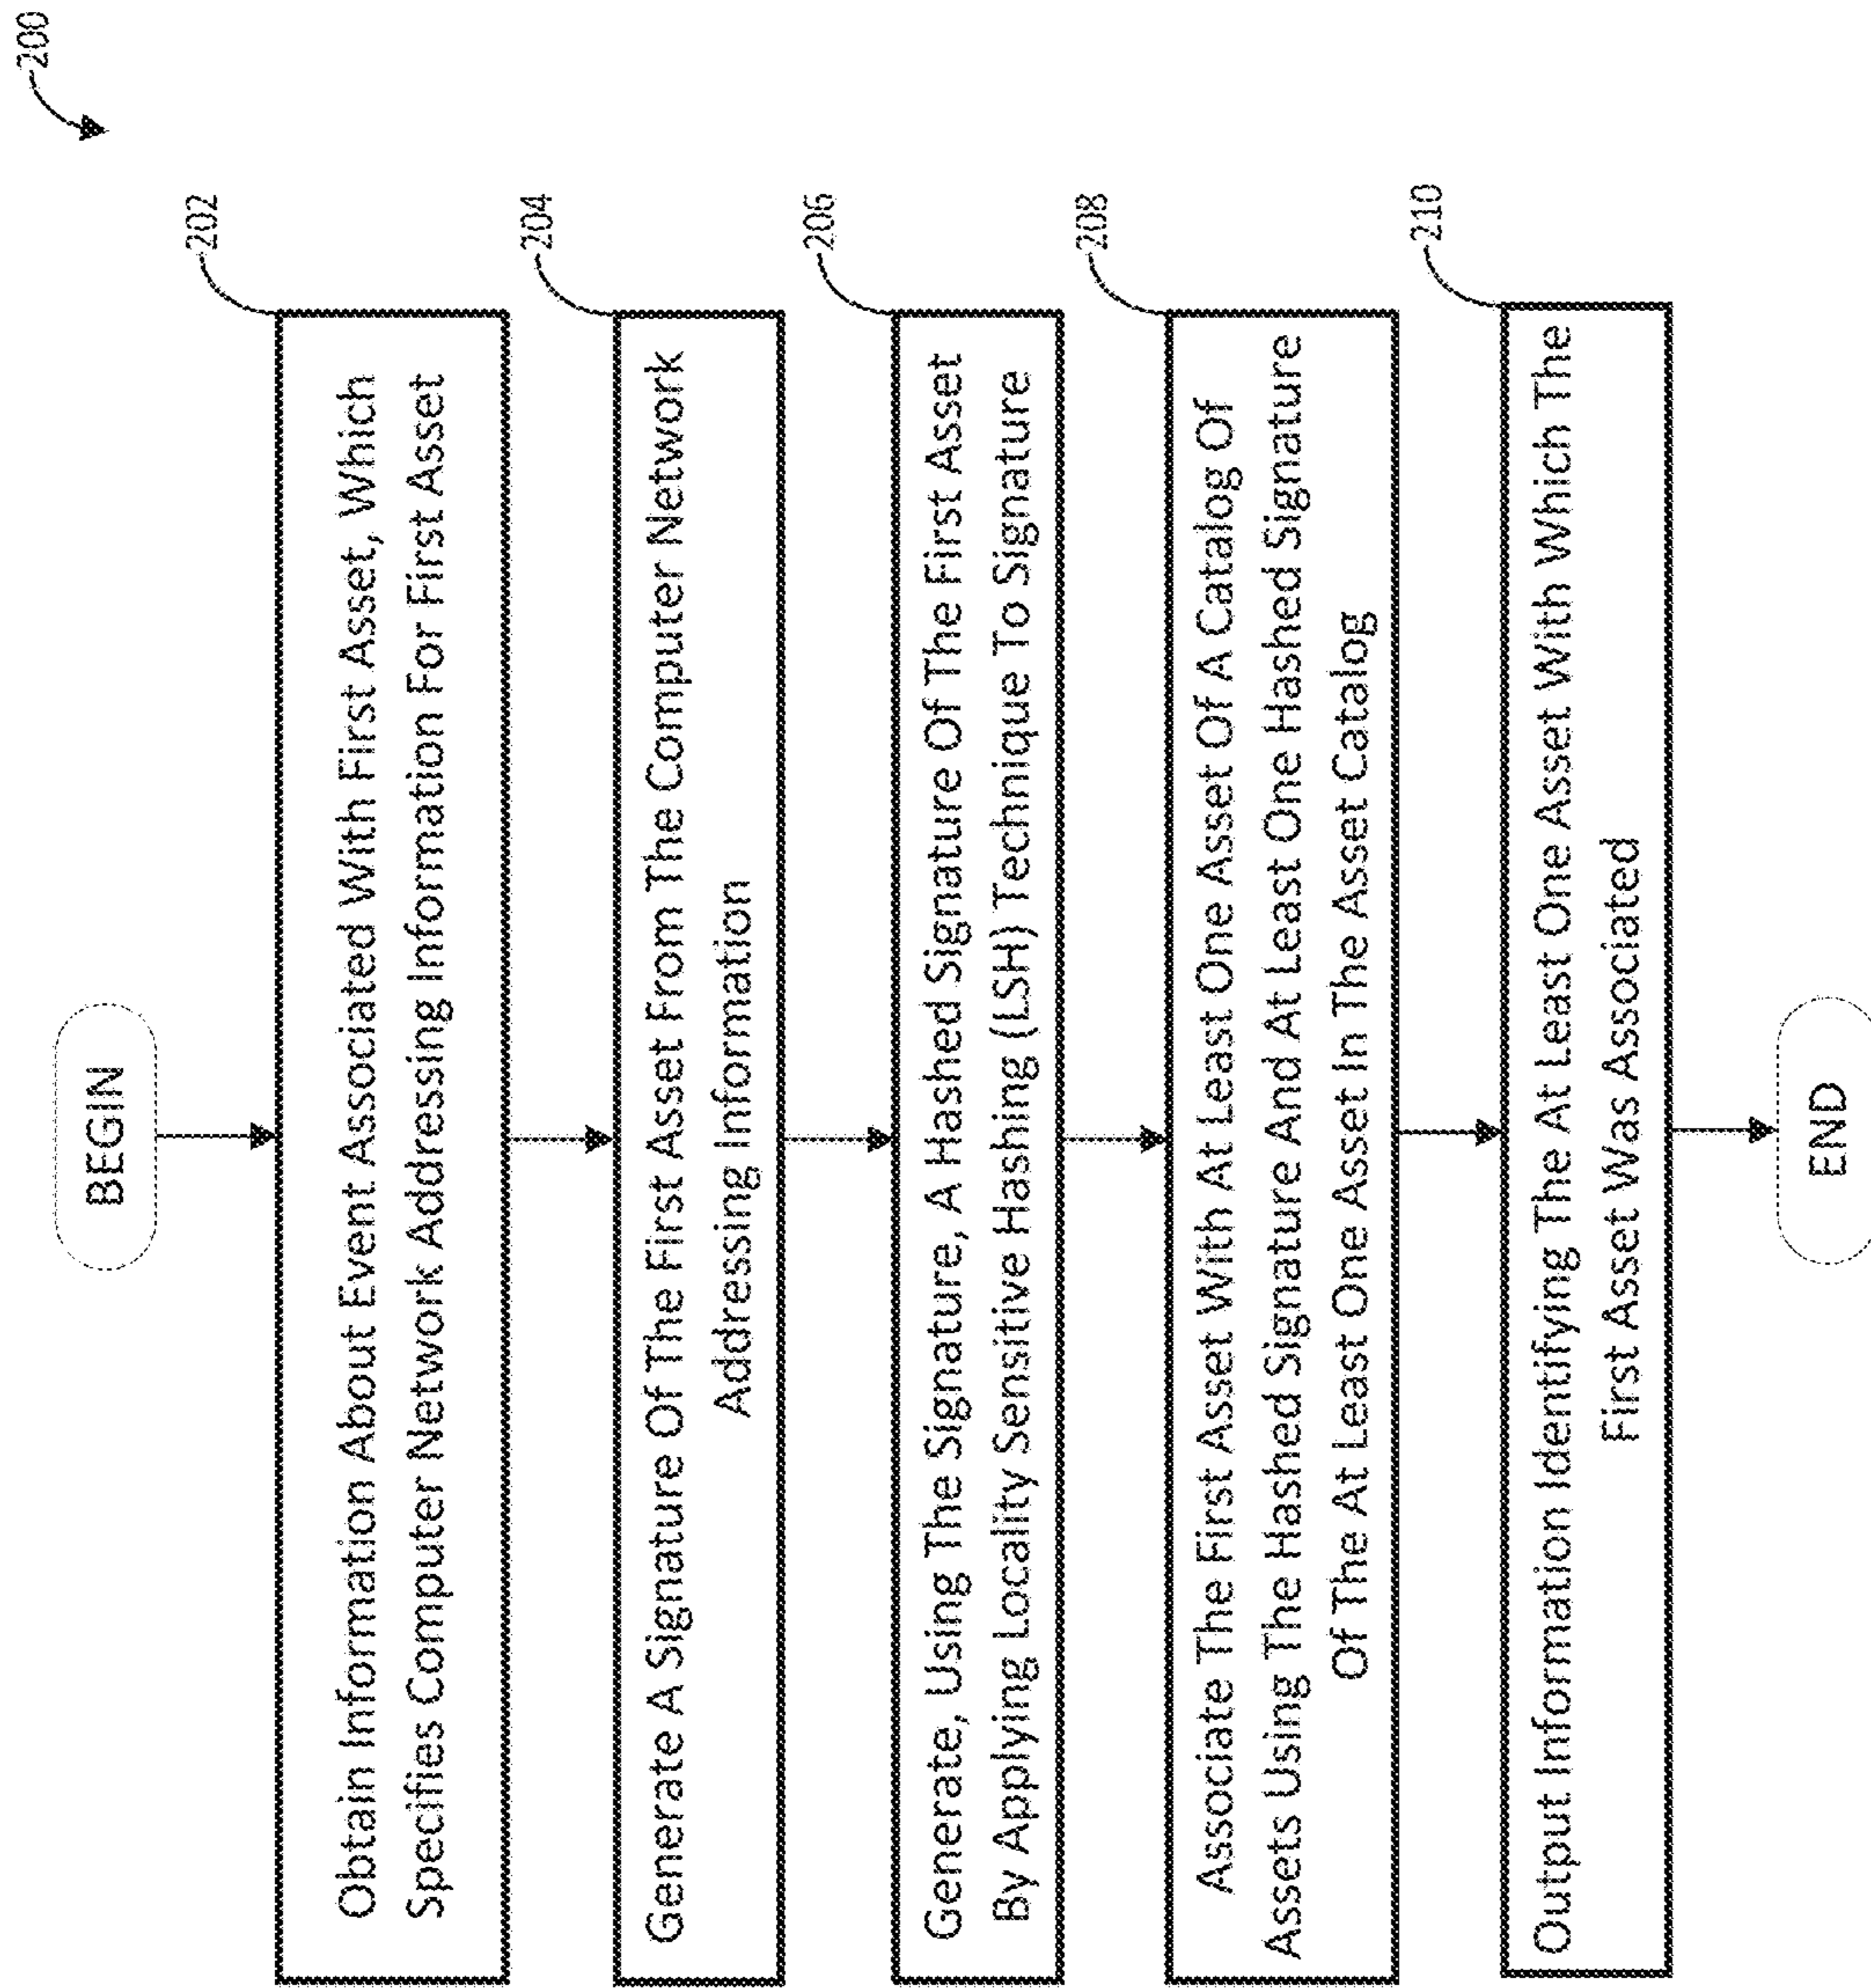 200
BEGIN
202
Obtain Information About Event Associated With First Asset, Which
Specifies Computer Network Addressing Information For First Asset
204
Generate A Signature Of The First Asset From The Computer Network
Addressing Information
206
Generate, Using The Signature, A Hashed Signature Of The First Asset
By Applying Locality Sensitive Hashing (LSH) Technique To Signature
208
Associate The First Asset With At Least One Asset Of A Catalog Of
Assets Using The Hashed Signature And At Least One Hashed Signature
Of The At Least One Asset In The Asset Catalog
210
Output Information Identifying The At Least One Asset With Which The
First Asset Was Associated
END